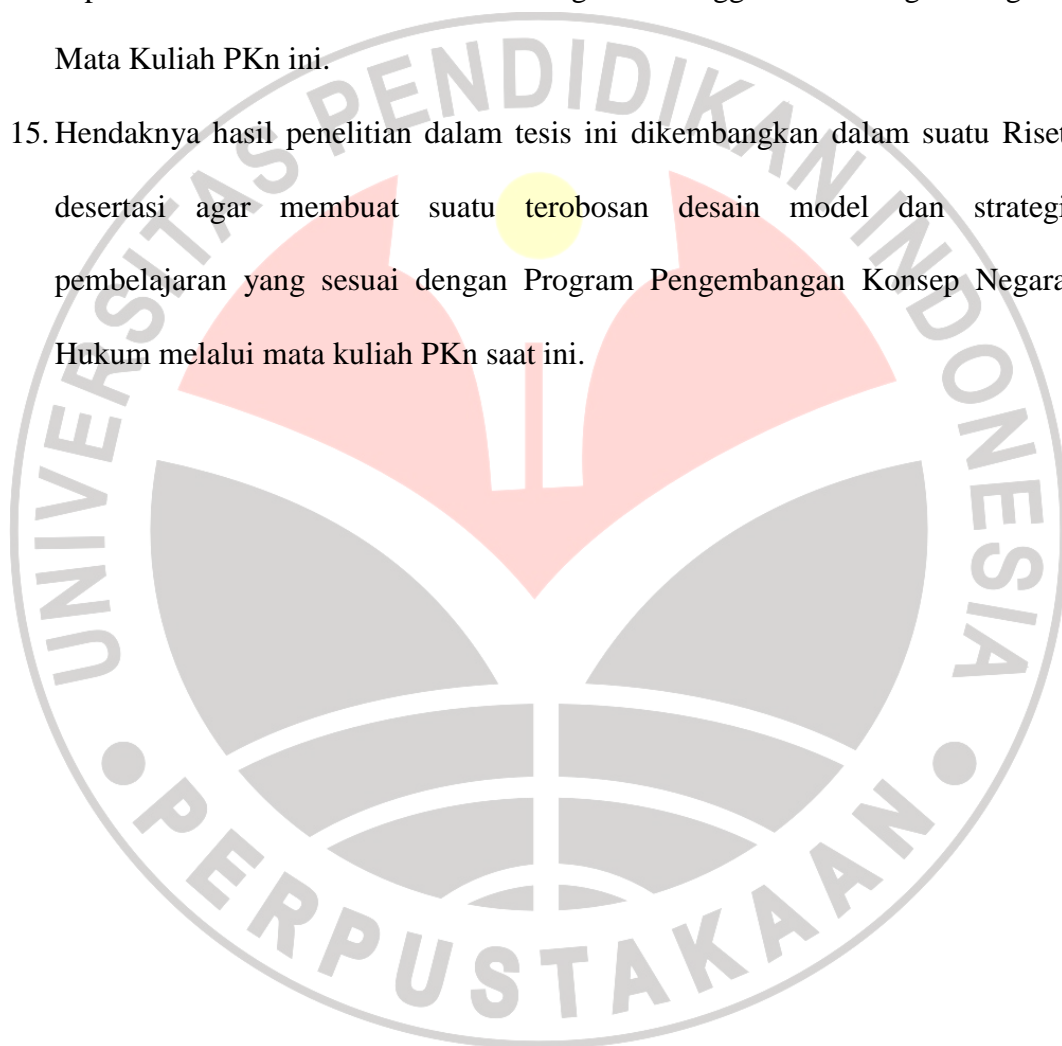 Mata Kuliah PKn ini.
15. Hendaknya hasil penelitian dalam tesis ini dikembangkan dalam suatu Riset
desertasi agar membuat suatu terobosan desain model dan strategi
pembelajaran yang sesuai dengan Program Pengembangan Konsep Negara
Hukum melalui mata kuliah PKn saat ini.
UNIVERSITAS PENDIDIKAN INDONESIA
PERPUSTAKAAN